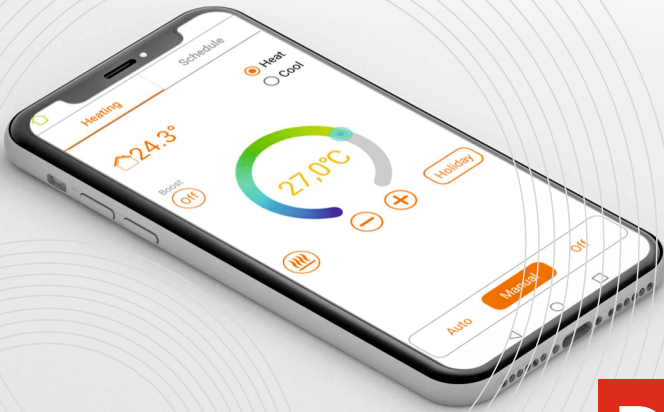 Heating
Schedule
24.3°
Heat
Cool
Boost
Off
27,0°C
Holiday
Auto
Manual
Off